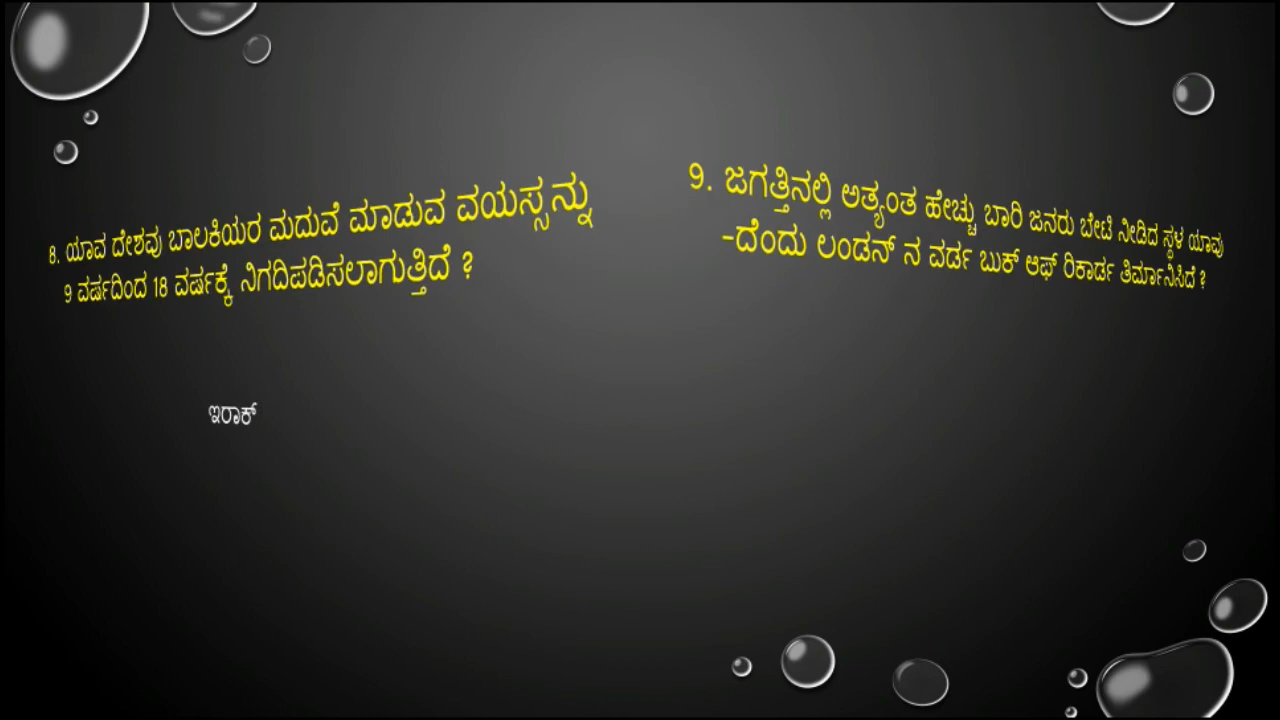 8. ಯಾವ ದೇಶವು ಬಾಲಕಿಯರ ಮದುವೆ ಮಾಡುವ ವಯಸ್ಸನ್ನು
9 ವರ್ಷದಿಂದ 18 ವರ್ಷಕ್ಕೆ ನಿಗದಿಪಡಿಸಲಾಗುತ್ತಿದೆ ?
ಇರಾಕ್
9. ಜಗತ್ತಿನಲ್ಲಿ ಅತ್ಯಂತ ಹೇಚ್ಚು ಬಾರಿ ಜನರು ಬೇಟಿ ನೀಡಿದ ಸ್ಥಳ ಯಾವು
-ದೆಂದು ಲಂಡನ್ ನ ವರ್ಡ ಬುಕ್ ಆಫ್ ರಿಕಾರ್ಡ ತಿರ್ಮಾನಿಸಿದೆ ?